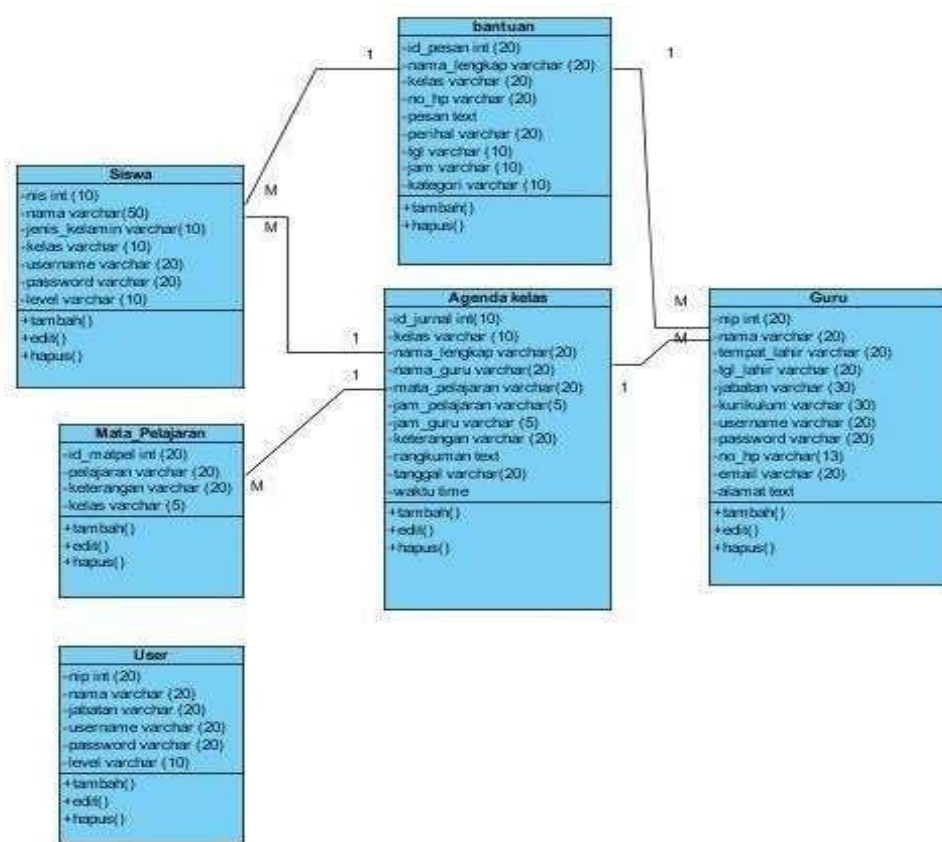 bantuan
-id_pesan int (20)
-nama_lengkap varchar (20)
-kelas varchar (20)
-no_hp varchar (20)
-pesan text
-perihal varchar (20)
-tgl varchar (10)
-jam varchar (10)
-kategori varchar (10)
+tambah()
+hapus()
1
1
M
M
Siswa
-nis int (10)
-nama varchar(50)
-jenis_kelamin varchar(10)
-kelas varchar (10)
-username varchar (20)
-password varchar (20)
-level varchar (10)
+tambah()
+edit()
+hapus()
1
1
Agenda kelas
-id_jurnal int(10)
-kelas varchar (10)
-nama_lengkap varchar(20)
-nama_guru varchar(20)
-mata_pelajaran varchar(20)
-jam_pelajaran varchar(5)
-jam_guru varchar (5)
-keterangan varchar (20)
-rangkuman text
-tanggal varchar(20)
-waktu time
+tambah()
+edit()
+hapus()
M
M
1
Guru
-nip int (20)
-nama varchar (20)
-tempat_lahir varchar (20)
-tgl_lahir varchar (20)
-jabatan varchar (30)
-kurikulum varchar (30)
-username varchar (20)
-password varchar (20)
-no_hp varchar(13)
-email varchar (20)
-alamat text
+tambah()
+edit()
+hapus()
Mata_Pelajaran
-id_matpel int (20)
-pelajaran varchar (20)
-keterangan varchar (20)
-kelas varchar (5)
+tambah()
+edit()
+hapus()
M
User
-nip int (20)
-nama varchar (20)
-jabatan varchar (20)
-username varchar (20)
-password varchar (20)
-level varchar (10)
+tambah()
+edit()
+hapus()